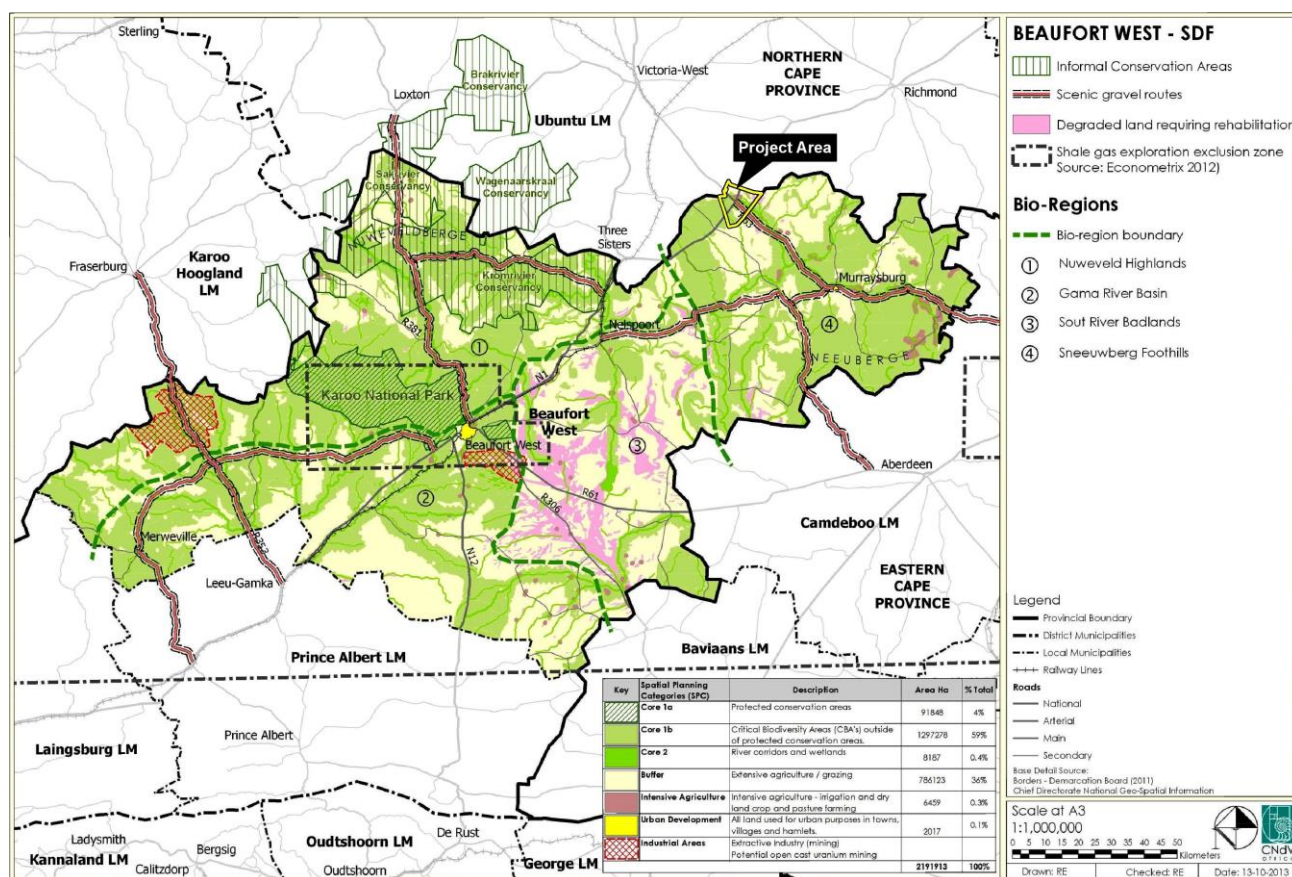 Sterling
Loxton
Brakrivier
Conservancy
Victoria-West
NORTHERN
CAPE
PROVINCE
Richmond
Ubuntu LM
Project Area
Sakrivier
Conservancy
Wagenaarskraal
Conservancy
NUWEVELDBERGE
Three
Sisters
Karoo
Hoogland
LM
Fraserburg
Kromrivier
Conservancy
Murraysburg
R381
Nelspoort
①
④
SNEEUBERGE
N1
Karoo National Park
Beaufort
West
③
Beaufort West
Aberdeen
②
R61
R306
Camdeboo LM
Merweville
R353
N12
Leeu-Gamka
EASTERN
CAPE
PROVINCE
Prince Albert LM
Baviaans LM
Laingsburg LM
Prince Albert
Ladysmith
Oudtshoorn LM
De Rust
Bergsig
Kannaland LM
Calitzdorp
Oudtshoorn
George LM
Key Spatial Planning Categories (SPC) Description Area Ha % Total
Core 1a Protected conservation areas 91848 4%
Core 1b Critical Biodiversity Areas (CBA's) outside
of protected conservation areas. 1297278 59%
Core 2 River corridors and wetlands 8187 0.4%
Buffer Extensive agriculture / grazing 786123 36%
Intensive Agriculture Intensive agriculture - irrigation and dry
land crop and pasture farming 6459 0.3%
Urban Development All land used for urban purposes in towns,
villages and hamlets. 2017 0.1%
Industrial Areas Extractive Industry (mining)
Potential open cast uranium mining
2191913 100%
BEAUFORT WEST - SDF
Informal Conservation Areas
Scenic gravel routes
Degraded land requiring rehabilitation
Shale gas exploration exclusion zone
Source: Econometrix 2012)
Bio-Regions
Bio-region boundary
① Nuweveld Highlands
② Gama River Basin
③ Sout River Badlands
④ Sneeuwberg Foothills
Legend
Provincial Boundary
District Municipalities
Local Municipalities
Railway Lines
Roads
National
Arterial
Main
Secondary
Base Detail Source:
Borders - Demarcation Board (2011)
Chief Directorate National Geo-Spatial Information
Scale at A3
1:1,000,000
0 5 10 15 20 25 30 35 40 45 50
Kilometers
CNdV
africa
Drawn: RE Checked: RE Date: 13-10-2013